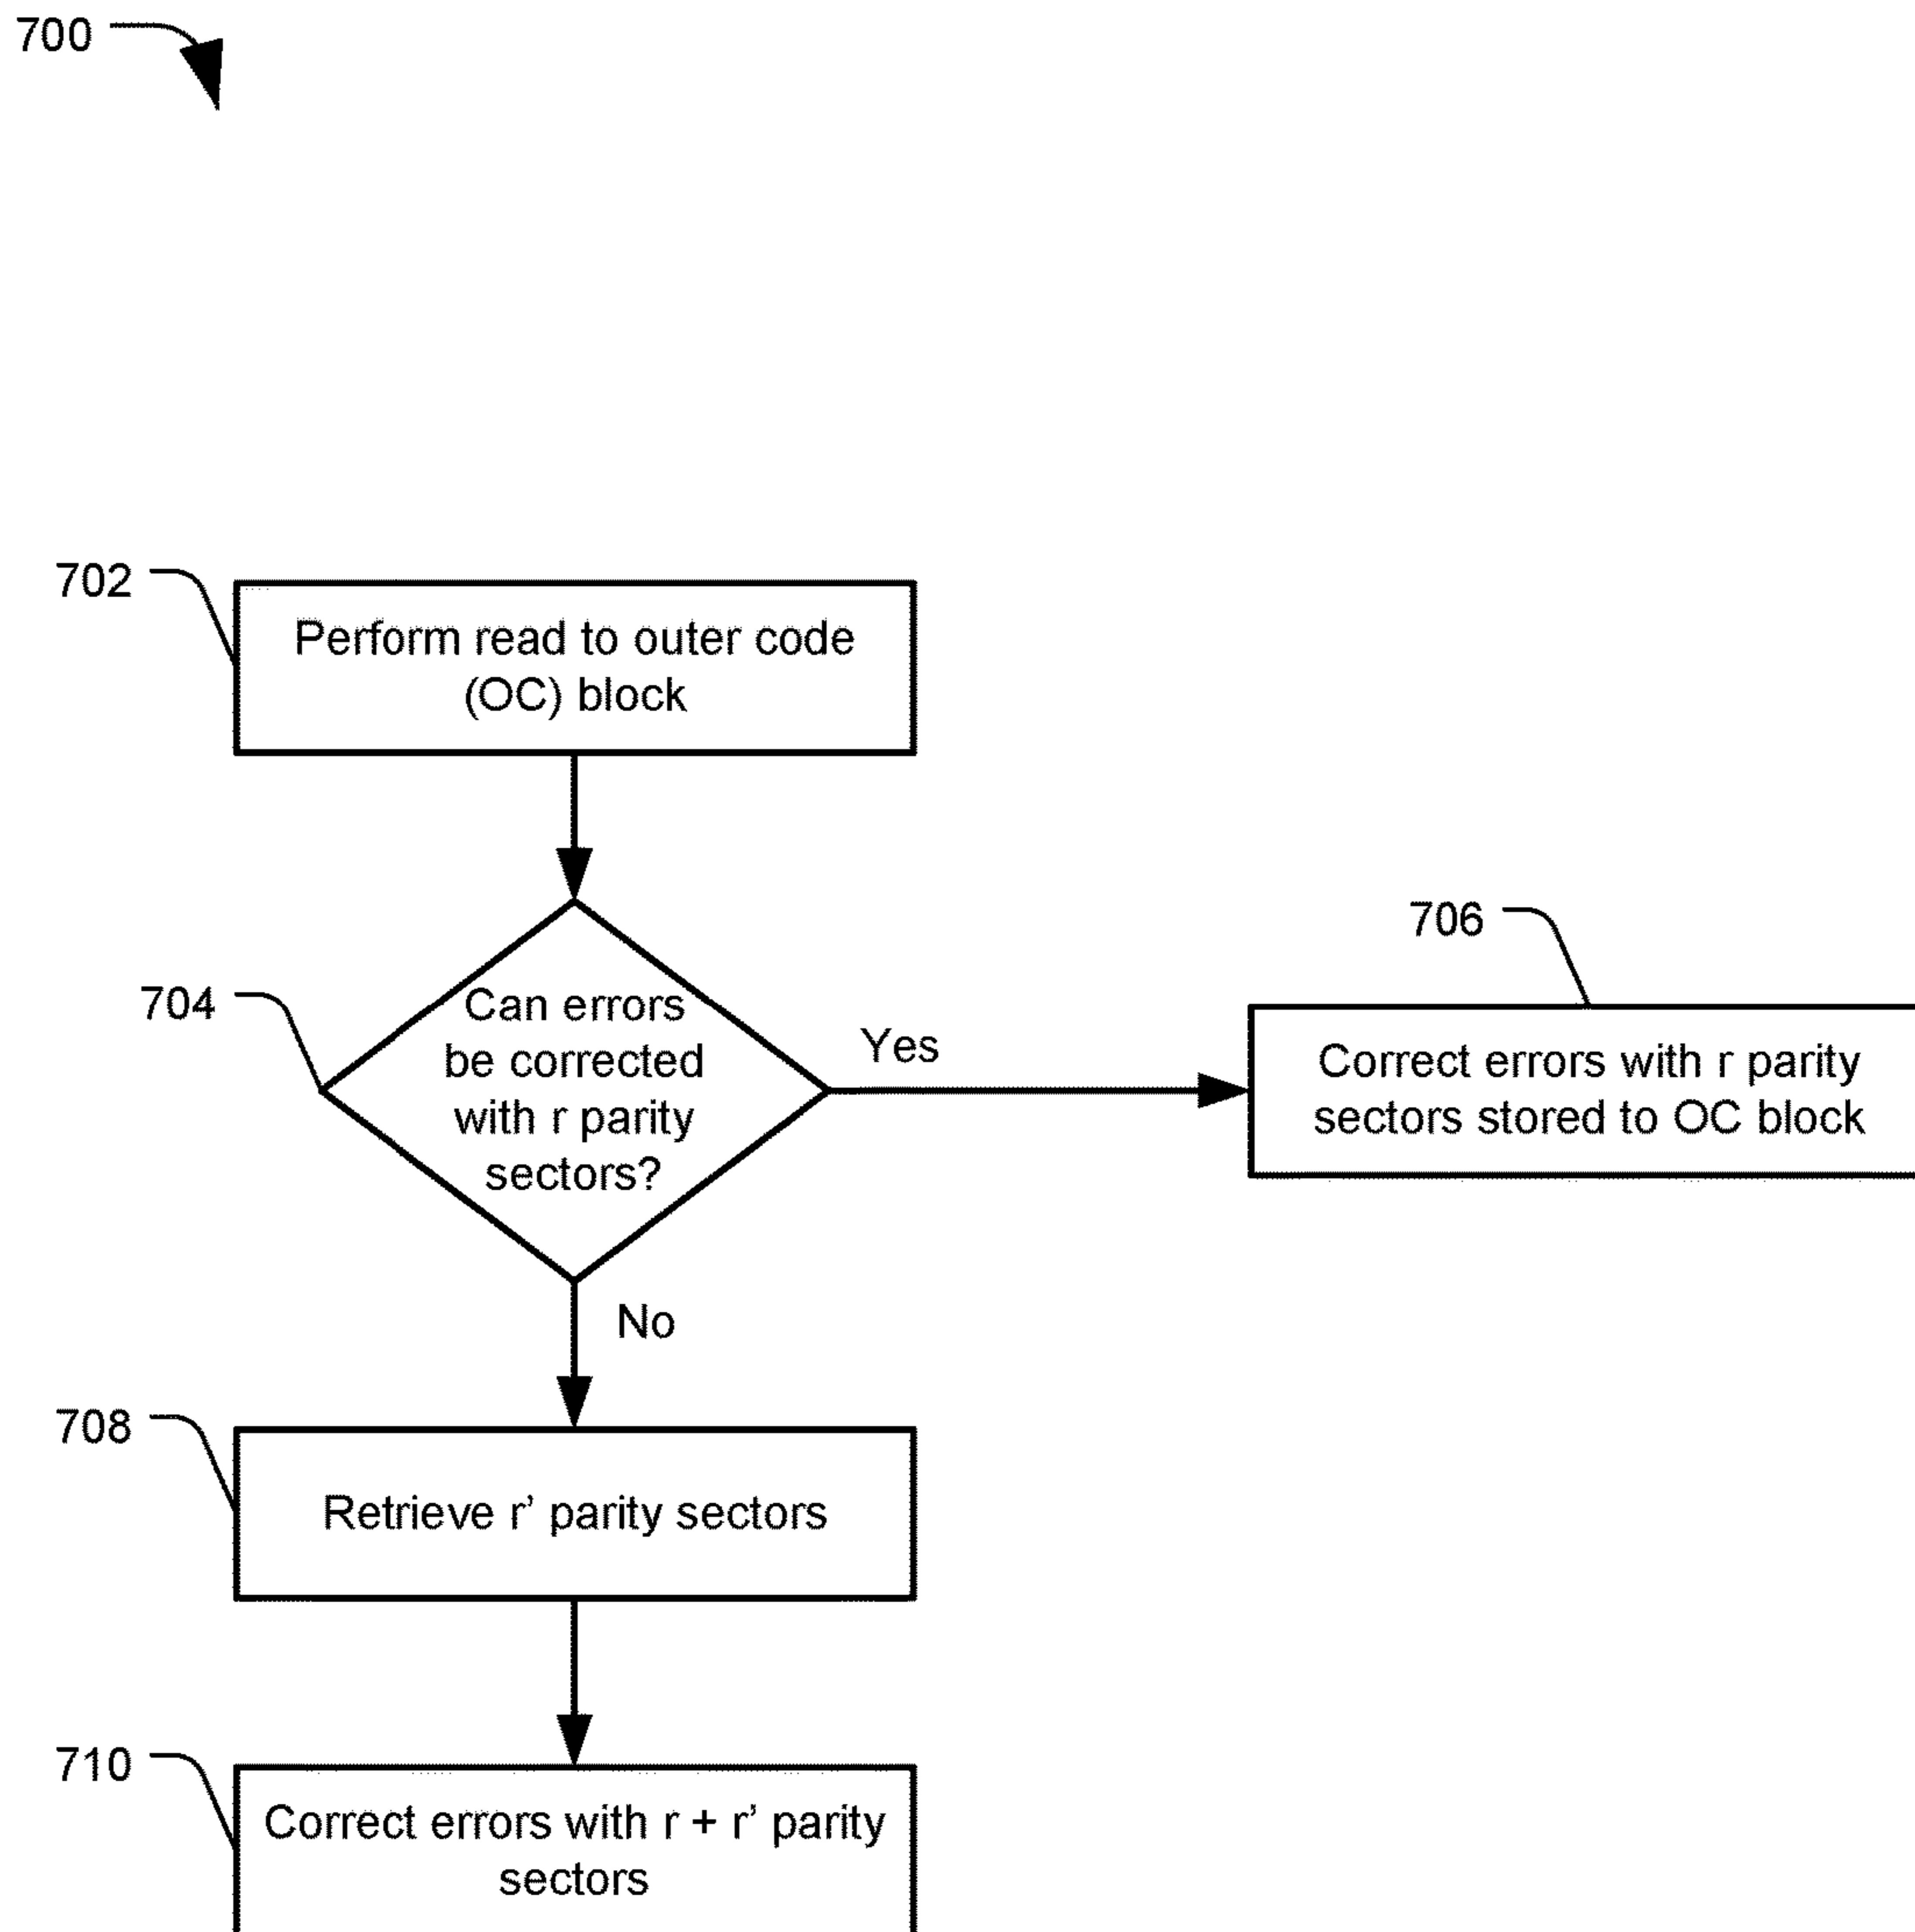 700
702
Perform read to outer code
(OC) block
704
Can errors
be corrected
with r parity
sectors?
Yes
706
Correct errors with r parity
sectors stored to OC block
No
708
Retrieve r’ parity sectors
710
Correct errors with r + r’ parity
sectors